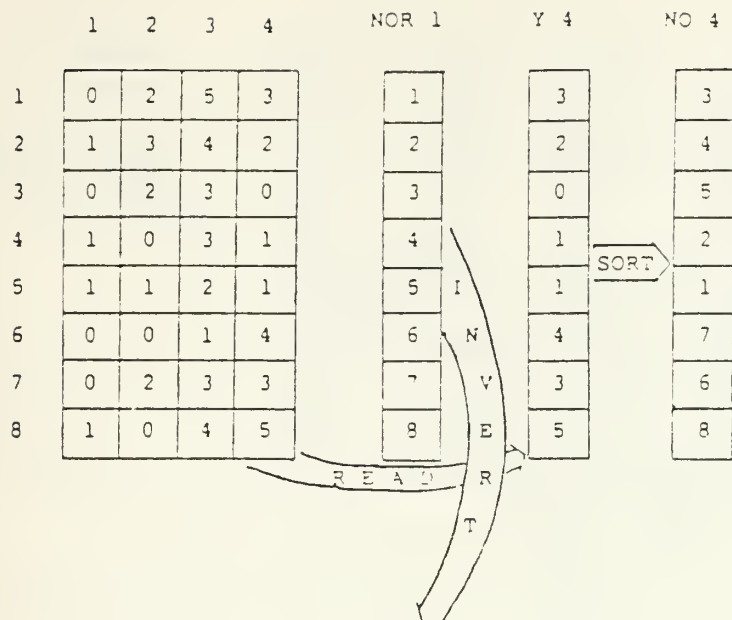 1 2 3 4 NOR 1 Y 4 NO 4
1 0 2 5 3 1 3 3
2 1 3 4 2 2 2 4
3 0 2 3 0 3 0 5
4 1 0 3 1 4 1 2
SORT
5 1 1 2 1 5 1 1
6 0 0 1 4 6 4 7
7 0 2 3 3 7 3 6
8 1 0 4 5 8 5 8
READ
INVERT